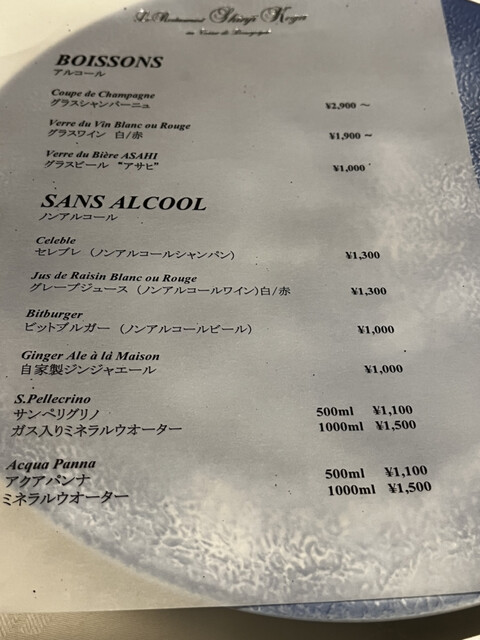 Le Restaurant Shinji Koga
BOISSONS
アルコール
Coupe de Champagne
グラスシャンパーニュ ¥2,900 ～
Verre du Vin Blanc ou Rouge
グラスワイン 白/赤 ¥1,900 ～
Verre du Bière ASAHI
グラスビール “アサヒ” ¥1,000
SANS ALCOOL
ノンアルコール
Celeble
セレブレ （ノンアルコールシャンパン） ¥1,300
Jus de Raisin Blanc ou Rouge
グレープジュース （ノンアルコールワイン）白/赤 ¥1,300
Bitburger
ビットブルガー （ノンアルコールビール） ¥1,000
Ginger Ale à lá Maison
自家製ジンジャエール ¥1,000
S.Pellecrino
サンペリグリノ 500ml ¥1,100
ガス入りミネラルウオーター 1000ml ¥1,500
Acqua Panna
アクアパンナ 500ml ¥1,100
ミネラルウオーター 1000ml ¥1,500